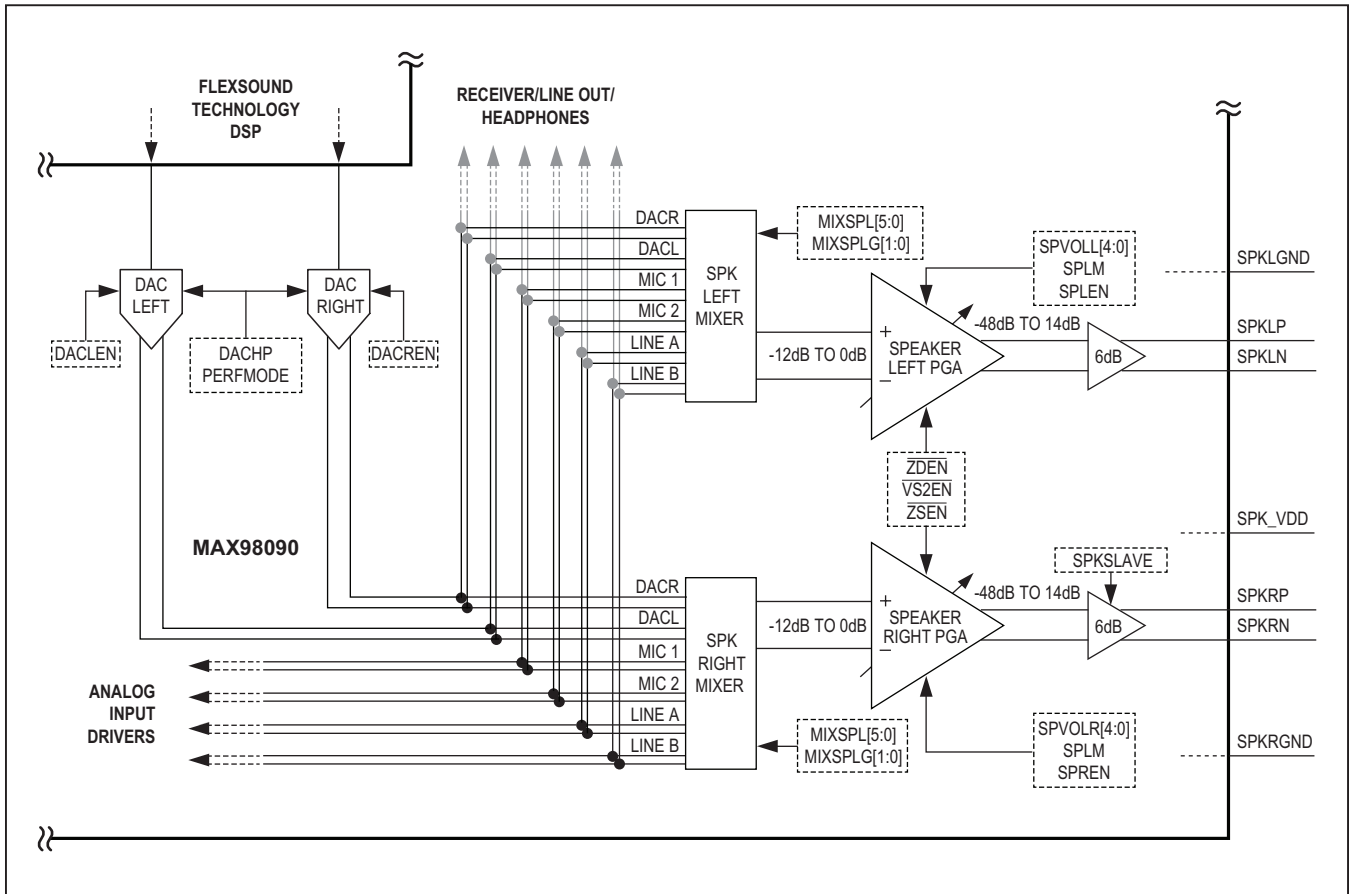 FLEXSOUND
TECHNOLOGY
DSP
RECEIVER/LINE OUT/
HEADPHONES
DAC
LEFT
DAC
RIGHT
DACLEN
DACHP
PERFMODE
DACREN
DACR
DACL
MIC 1
MIC 2
LINE A
LINE B
SPK
LEFT
MIXER
MIXSPL[5:0]
MIXSPLG[1:0]
-12dB TO 0dB
+
SPEAKER
LEFT PGA
−
SPVOLL[4:0]
SPLM
SPLEN
-48dB TO 14dB
6dB
SPKLGND
SPKLP
SPKLN
ZDEN
VS2EN
ZSEN
SPK_VDD
MAX98090
DACR
DACL
MIC 1
MIC 2
LINE A
LINE B
SPK
RIGHT
MIXER
MIXSPL[5:0]
MIXSPLG[1:0]
-12dB TO 0dB
+
SPEAKER
RIGHT PGA
−
-48dB TO 14dB
SPKSLAVE
6dB
SPKRP
SPKRN
SPVOLR[4:0]
SPLM
SPREN
SPKRGND
ANALOG
INPUT
DRIVERS